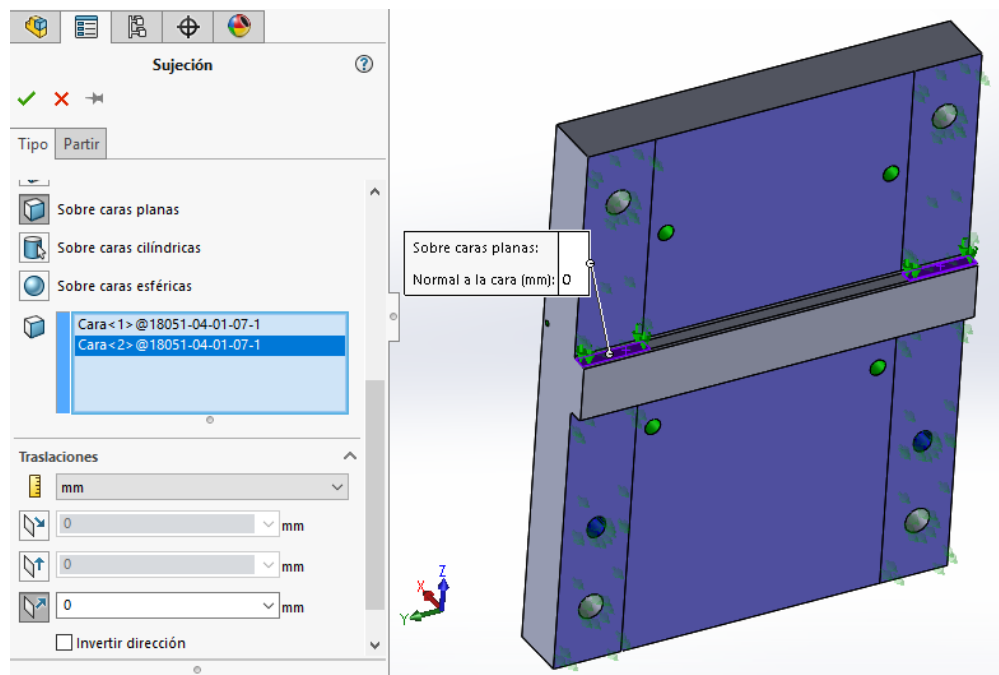 Sujeción
Tipo
Partir
Sobre caras planas
Sobre caras cilíndricas
Sobre caras esféricas
Cara<1>@18051-04-01-07-1
Cara<2>@18051-04-01-07-1
Traslaciones
mm
0 mm
0 mm
0 mm
Invertir dirección
Sobre caras planas:
Normal a la cara (mm): 0
Z
X
Y